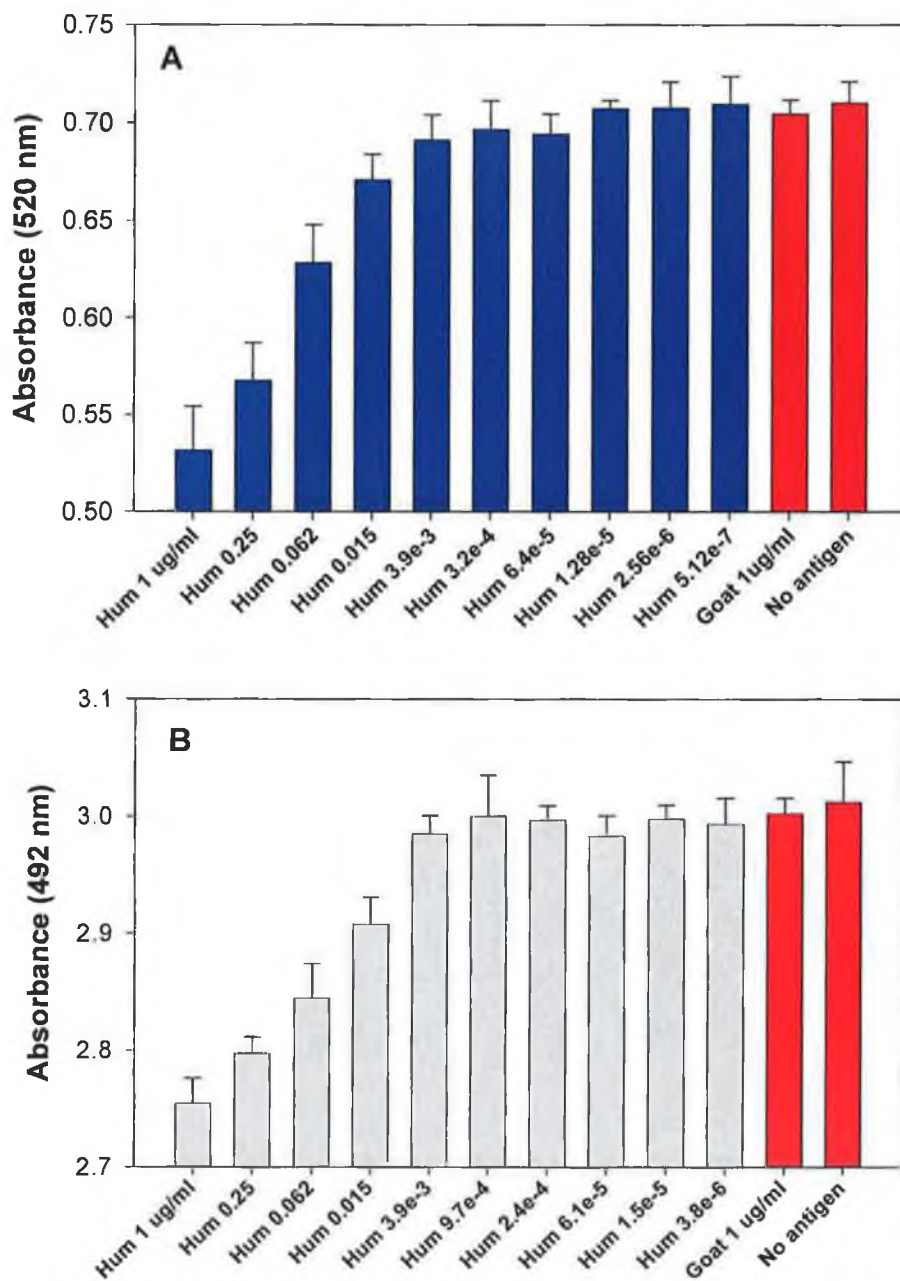 A
0.75
0.70
0.65
0.60
0.55
0.50
Absorbance (520 nm)
Hum 1 ug/ml
Hum 0.25
Hum 0.062
Hum 0.015
Hum 3.9e-3
Hum 3.2e-4
Hum 6.4e-5
Hum 1.28e-5
Hum 2.56e-6
Hum 5.12e-7
Goat 1ug/ml
No antigen
B
3.1
3.0
2.9
2.8
2.7
Absorbance (492 nm)
Hum 1 ug/ml
Hum 0.25
Hum 0.062
Hum 0.015
Hum 3.9e-3
Hum 9.7e-4
Hum 2.4e-4
Hum 6.1e-5
Hum 1.5e-5
Hum 3.8e-6
Goat 1 ug/ml
No antigen